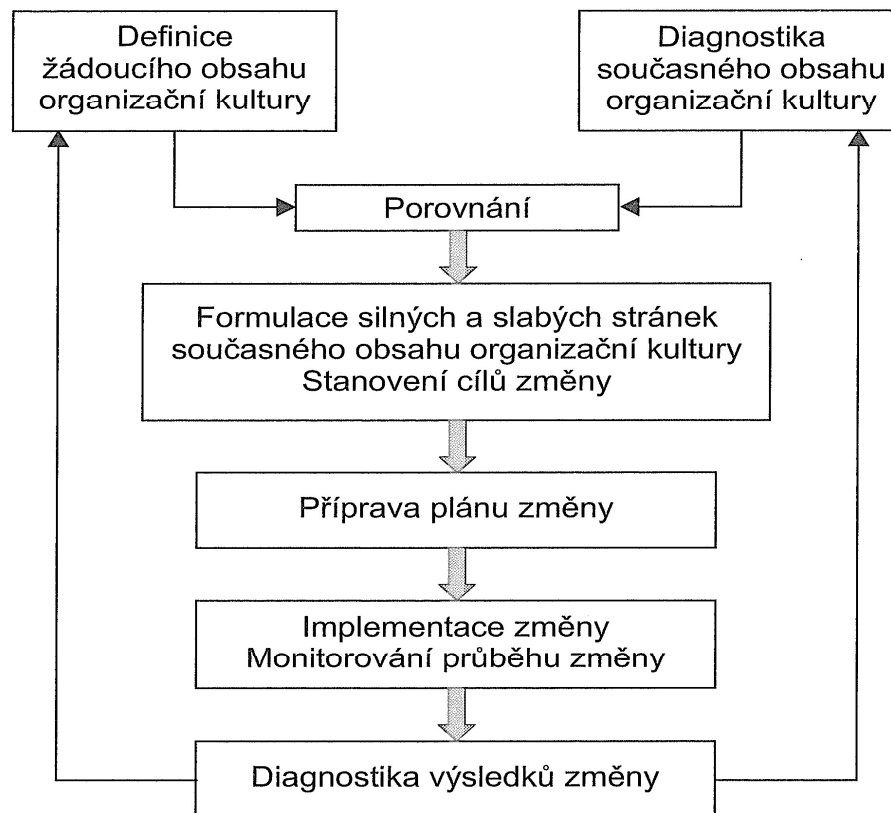 Definice
žádoucího obsahu
organizační kultury
Diagnostika
současného obsahu
organizační kultury
Porovnání
Formulace silných a slabých stránek
současného obsahu organizační kultury
Stanovení cílů změny
Příprava plánu změny
Implementace změny
Monitorování průběhu změny
Diagnostika výsledků změny